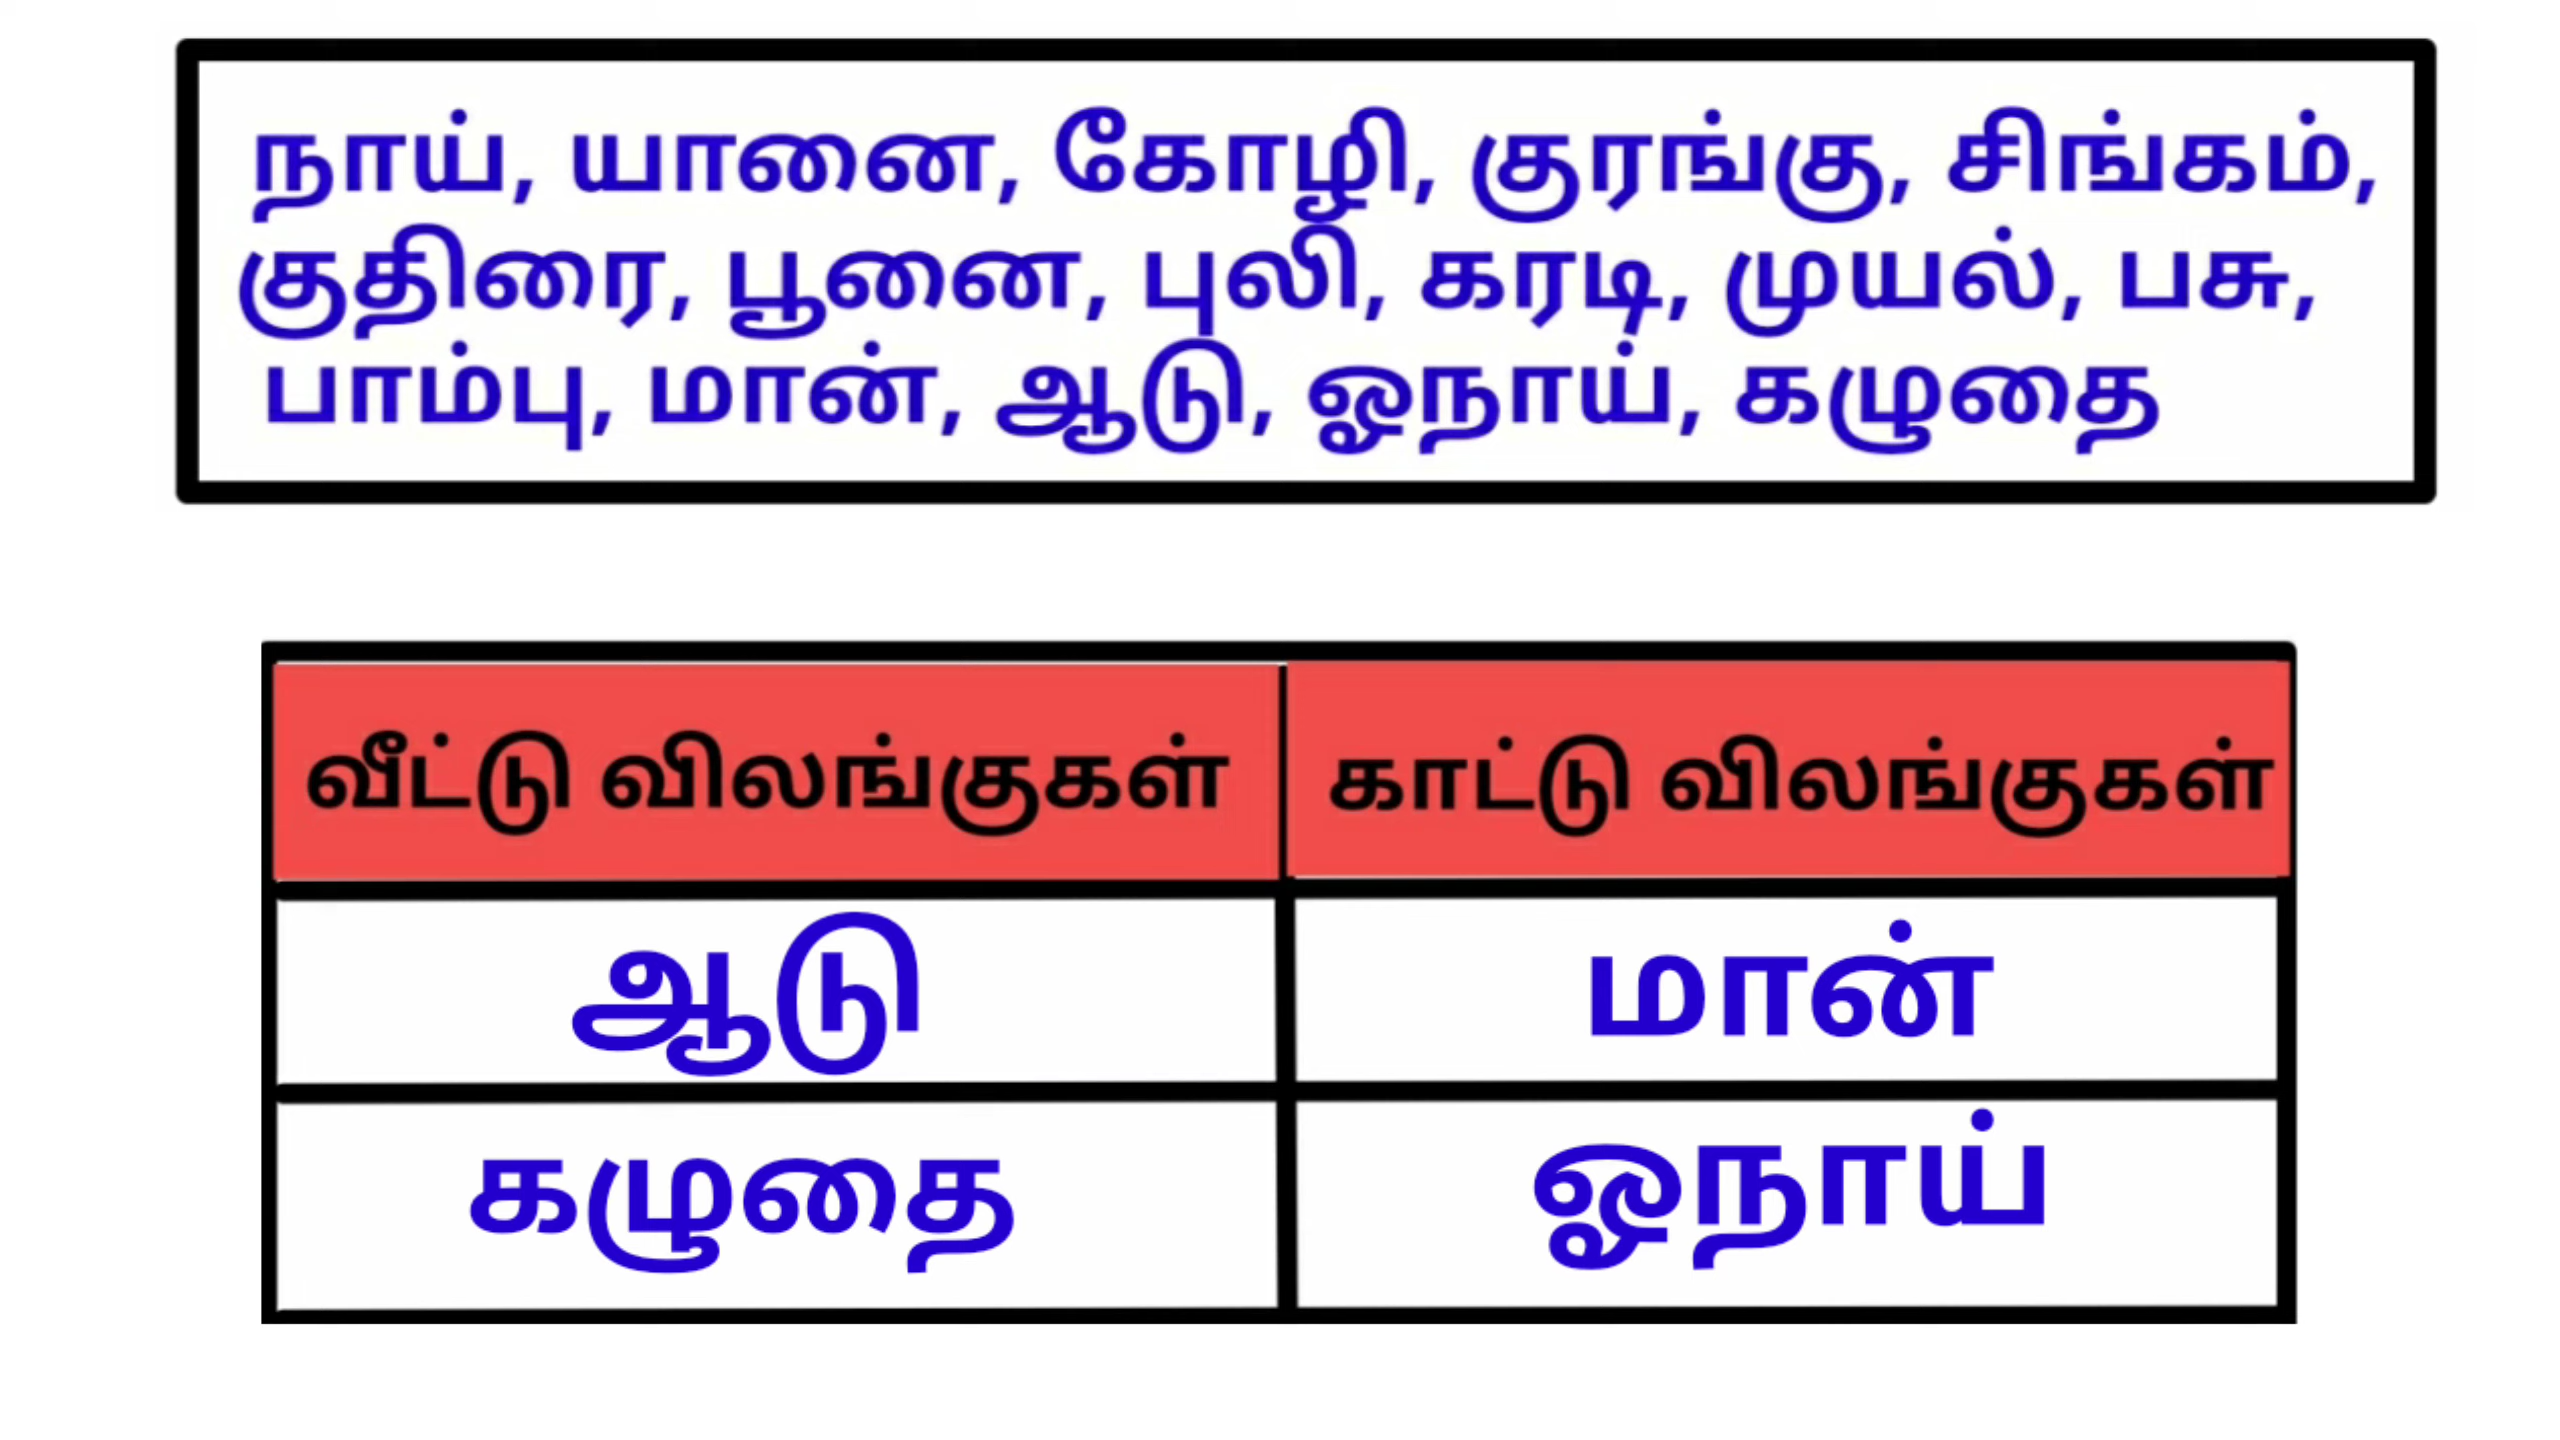 நாய், யானை, கோழி, குரங்கு, சிங்கம்,
குதிரை, பூனை, புலி, கரடி, முயல், பசு,
பாம்பு, மான், ஆடு, ஓநாய், கழுதை
வீட்டு விலங்குகள் காட்டு விலங்குகள்
ஆடு மான்
கழுதை ஓநாய்